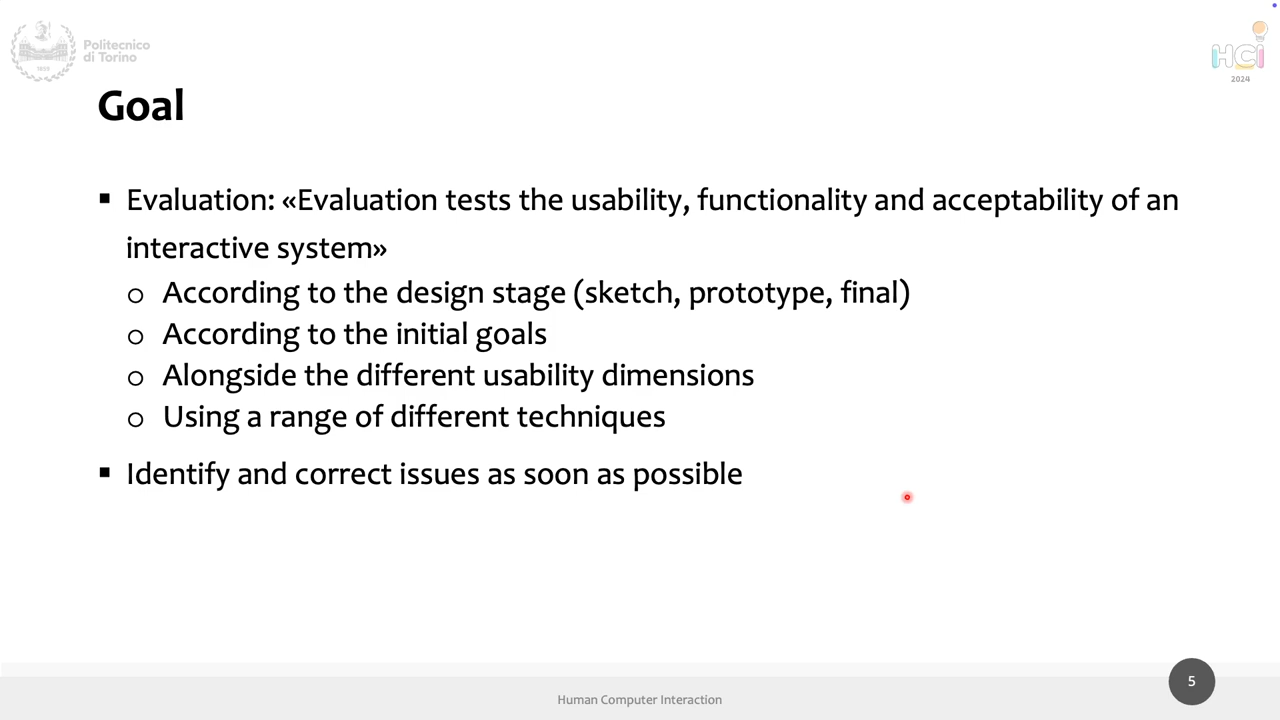 Politecnico
di Torino
1859
HCI
2024
Goal
▪ Evaluation: «Evaluation tests the usability, functionality and acceptability of an
interactive system»
o According to the design stage (sketch, prototype, final)
o According to the initial goals
o Alongside the different usability dimensions
o Using a range of different techniques
▪ Identify and correct issues as soon as possible
Human Computer Interaction
5